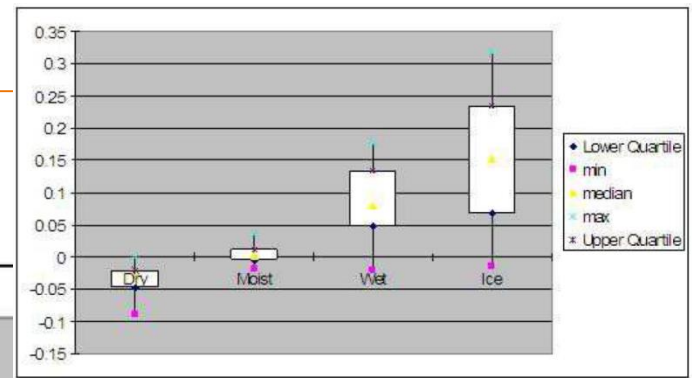 0.35
0.3
0.25
0.2
0.15
0.1
0.05
0
-0.05
-0.1
-0.15
Dry Moist Wet Ice
Lower Quartile
min
median
max
Upper Quartile